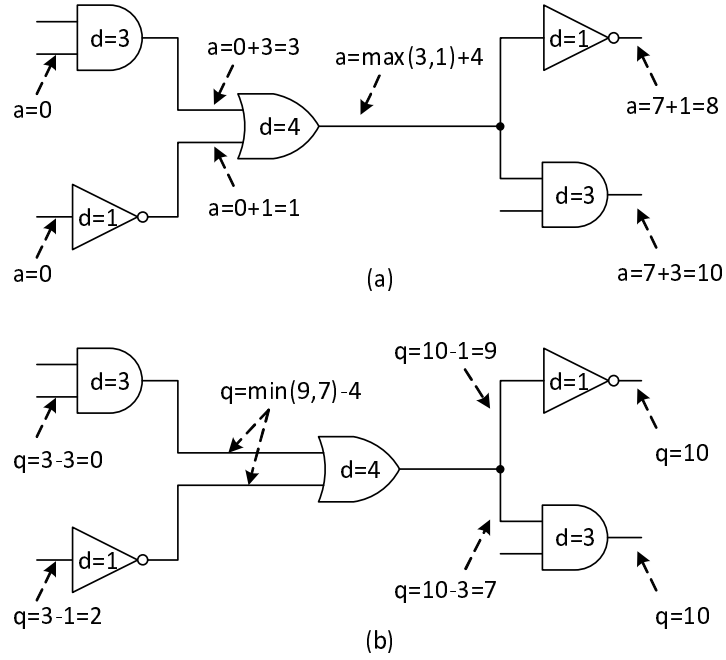 d=3
a=0+3=3
a=max(3,1)+4
d=1
a=0
d=4
a=7+1=8
a=0+1=1
d=1
d=3
a=0
a=7+3=10
(a)
d=3
q=10-1=9
d=1
q=min(9,7)-4
q=3-3=0
q=10
d=4
d=1
d=3
q=3-1=2
q=10-3=7
q=10
(b)